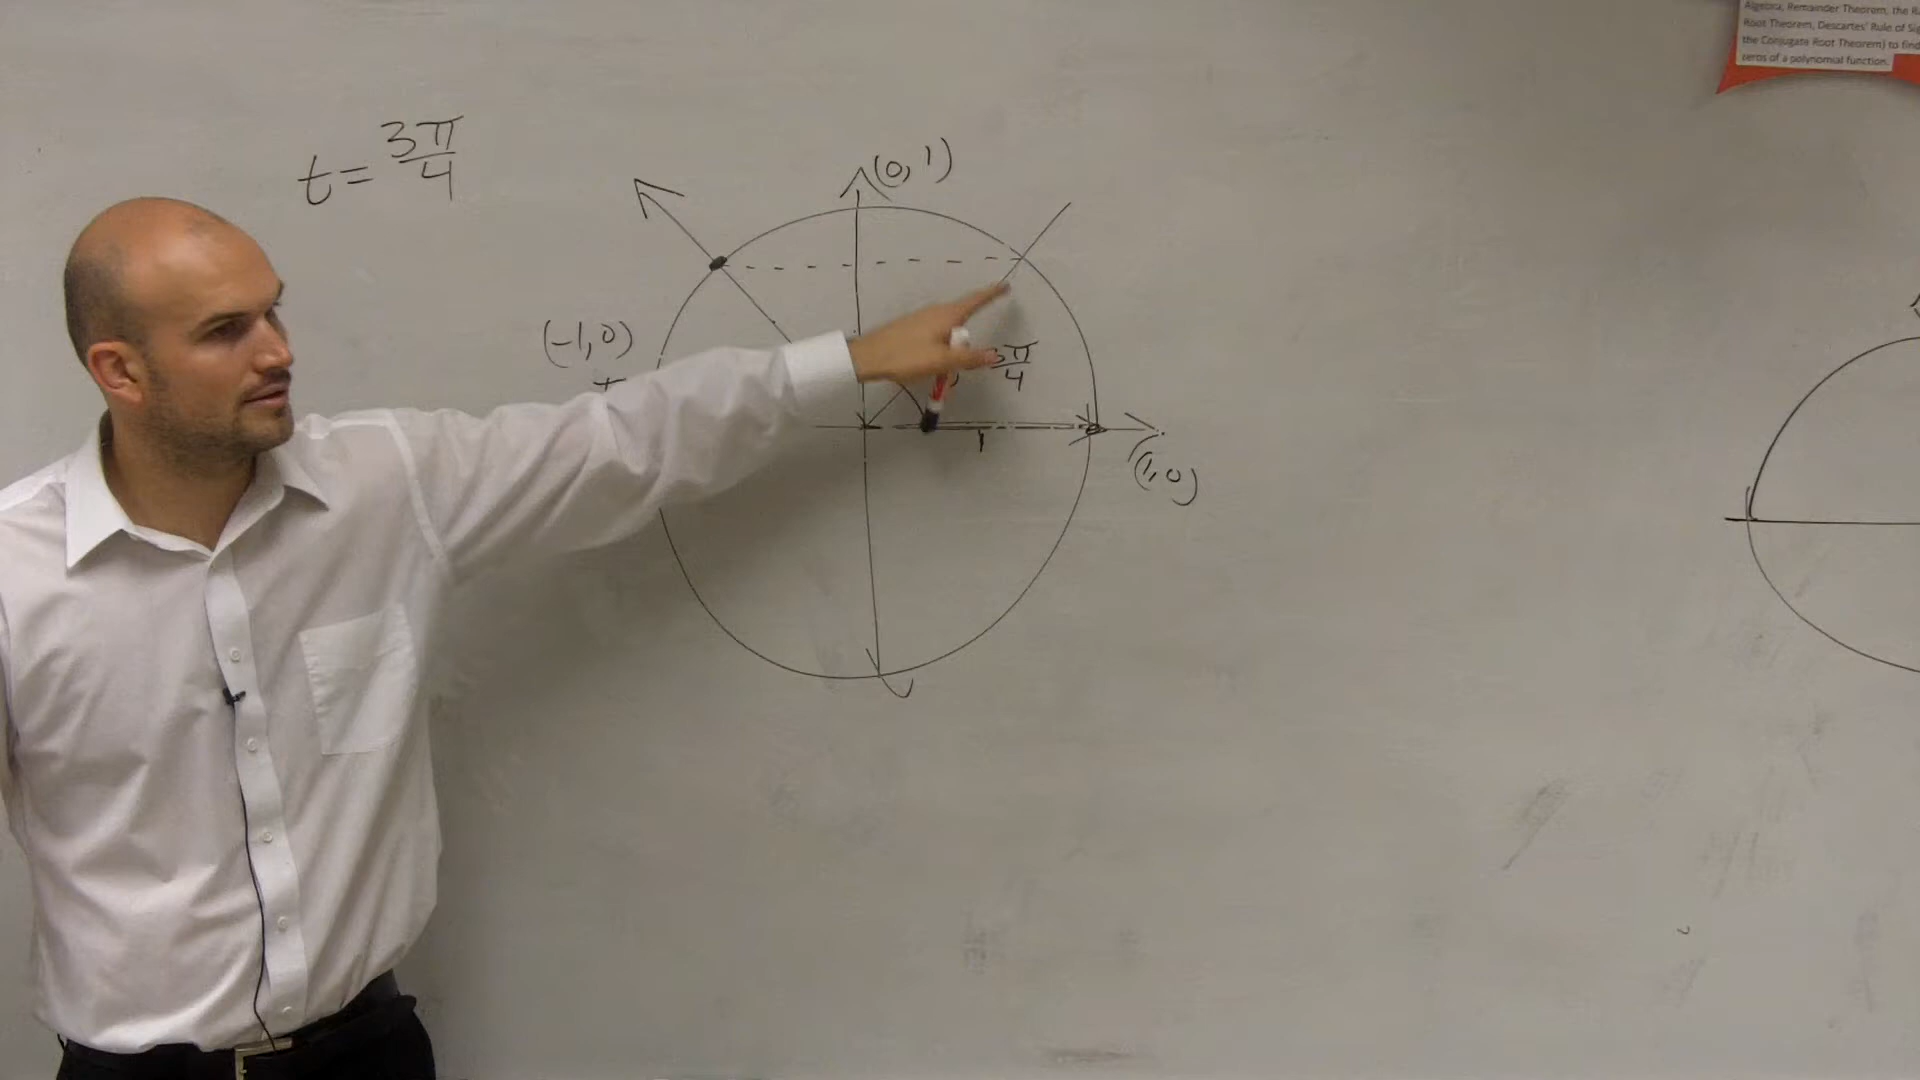 t = 3π/4
(0, 1)
(-1, 0)
3π/4
1
(1, 0)
Algebra, Remainder Theorem, the
Root Theorem, Descartes' Rule of
the Conjugate Root Theorem) to find
zeros of a polynomial function.